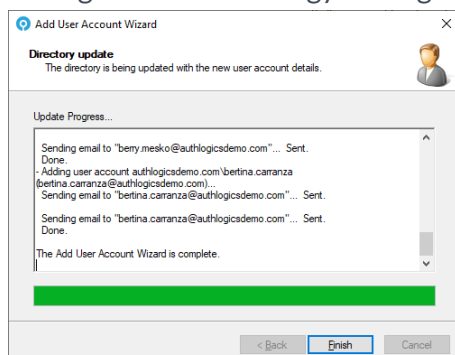 Add User Account Wizard
Directory update
The directory is being updated with the new user account details.
Update Progress...
Sending email to "berry.mesko@authlogicsdemo.com"... Sent.
Done.
- Adding user account authlogicsdemo.com\bertina.carranza
(bertina.carranza@authlogicsdemo.com)...
Sending email to "bertina.carranza@authlogicsdemo.com"... Sent.
Sending email to "bertina.carranza@authlogicsdemo.com"... Sent.
Done.
The Add User Account Wizard is complete.
< Back Finish Cancel